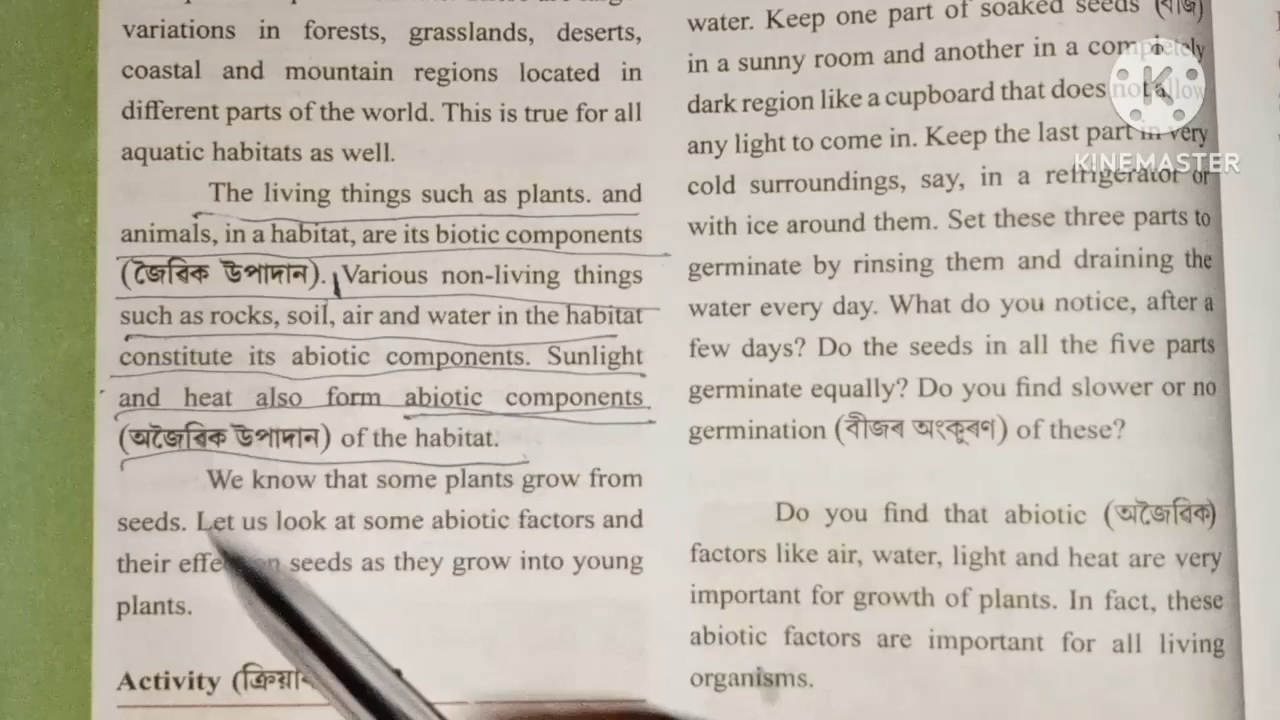 variations in forests, grasslands, deserts,
coastal and mountain regions located in
different parts of the world. This is true for all
aquatic habitats as well.
The living things such as plants. and
animals, in a habitat, are its biotic components
(জৈৱিক উপাদান). Various non-living things
such as rocks, soil, air and water in the habitat
constitute its abiotic components. Sunlight
and heat also form abiotic components
(অজৈৱিক উপাদান) of the habitat.
We know that some plants grow from
seeds. Let us look at some abiotic factors and
their seeds as they grow into young
plants.
Activity
water. Keep one part of soaked seeds (বীজ)
in a sunny room and another in a completely
dark region like a cupboard that does not allow
any light to come in. Keep the last part in very
cold surroundings, say, in a refrigerator or
with ice around them. Set these three parts to
germinate by rinsing them and draining the
water every day. What do you notice, after a
few days? Do the seeds in all the five parts
germinate equally? Do you find slower or no
germination (বীজৰ অংকূৰণ) of these?
Do you find that abiotic (অজৈৱিক)
factors like air, water, light and heat are very
important for growth of plants. In fact, these
abiotic factors are important for all living
organisms.
K
KINEMASTER